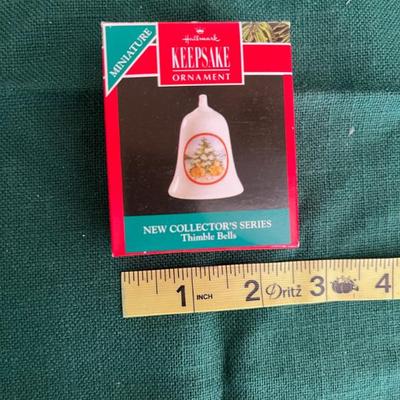 MINIATURE
Hallmark
KEEPSAKE
ORNAMENT
NEW COLLECTOR'S SERIES
Thimble Bells
1 INCH 2 Dritz 3 4